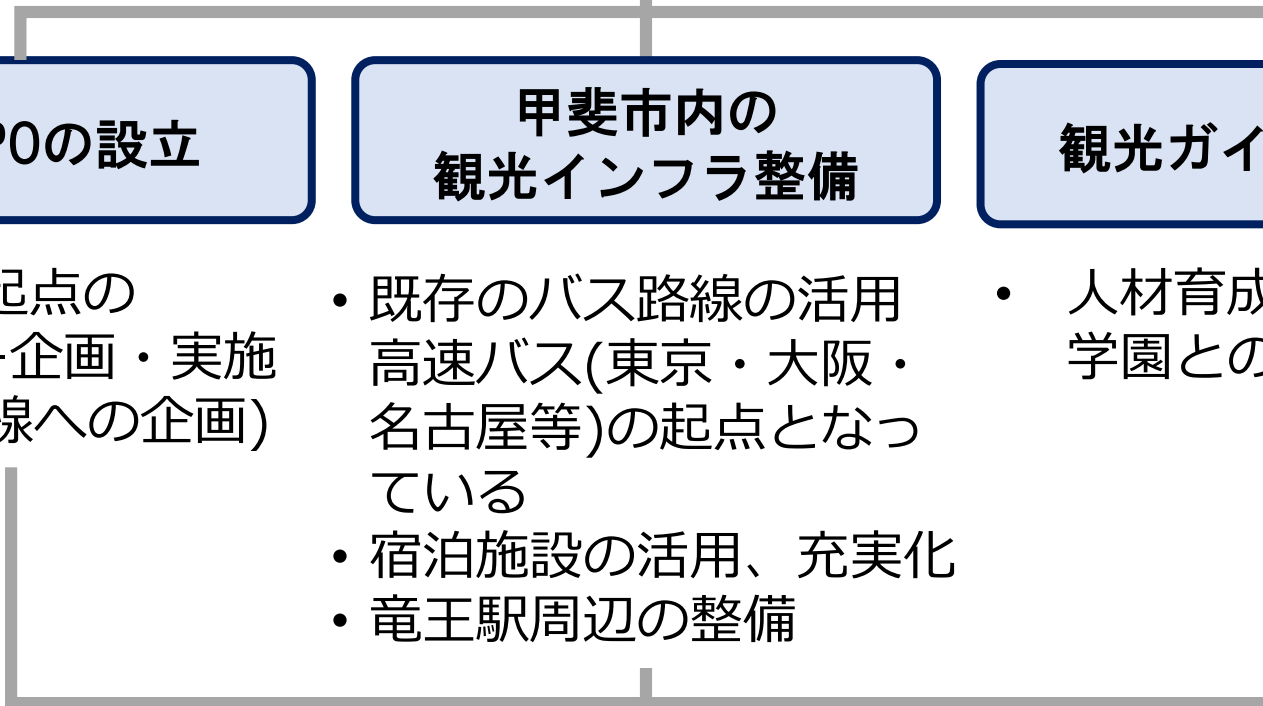 POの設立
起点の
企画・実施
線への企画)
甲斐市内の
観光インフラ整備
• 既存のバス路線の活用
高速バス(東京・大阪・
名古屋等)の起点となっ
ている
• 宿泊施設の活用、充実化
• 竜王駅周辺の整備
観光ガイ
• 人材育成
学園との